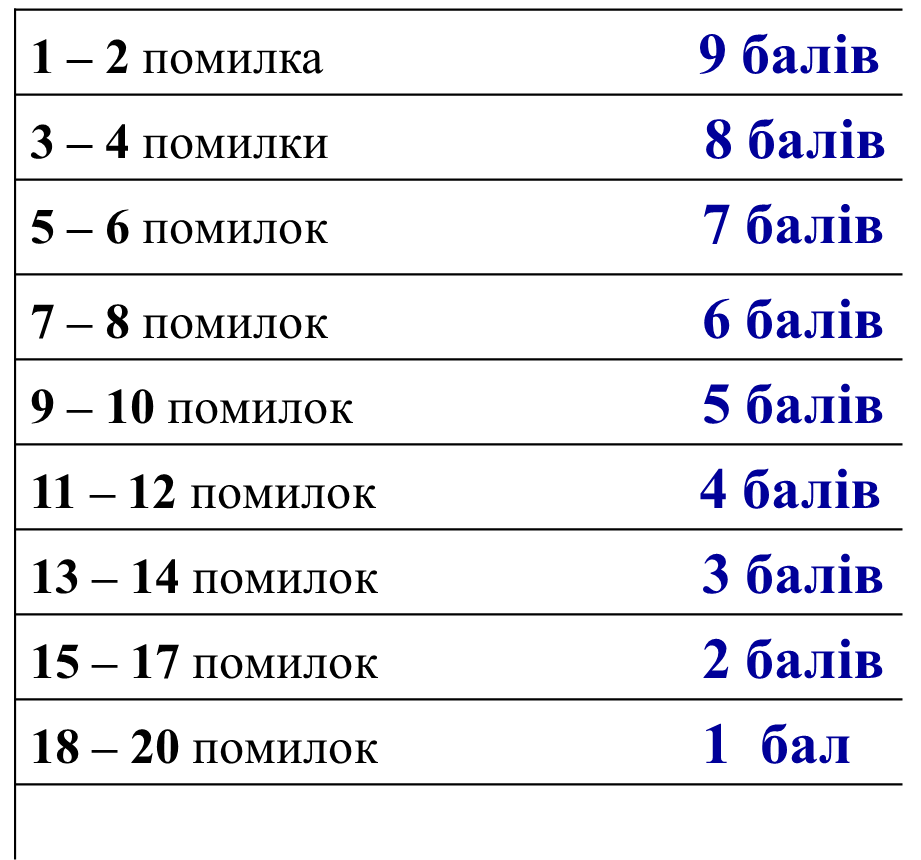 1 – 2 помилка 9 балів
3 – 4 помилки 8 балів
5 – 6 помилок 7 балів
7 – 8 помилок 6 балів
9 – 10 помилок 5 балів
11 – 12 помилок 4 балів
13 – 14 помилок 3 балів
15 – 17 помилок 2 балів
18 – 20 помилок 1 бал